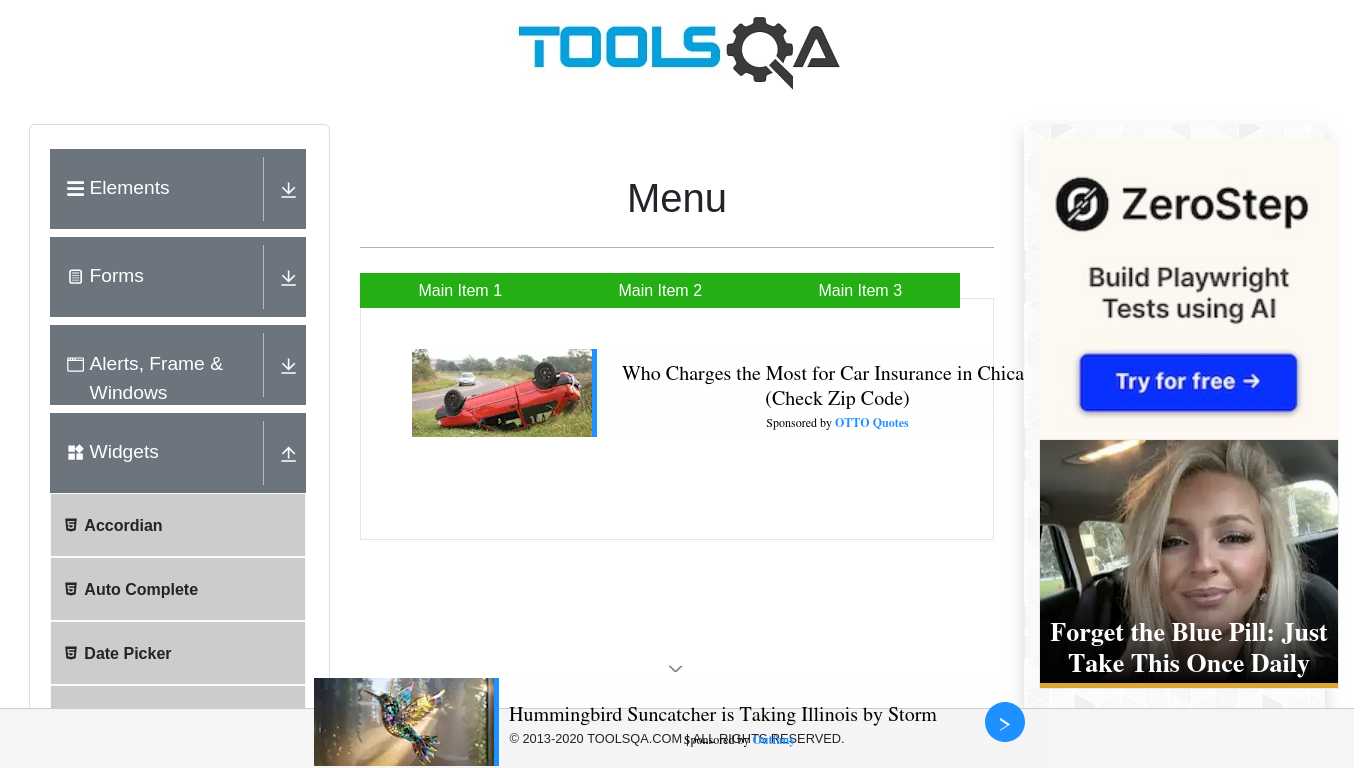 TOOLSQA
Elements
Forms
Alerts, Frame &
Windows
Widgets
Accordian
Auto Complete
Date Picker
Menu
Main Item 1
Main Item 2
Main Item 3
Who Charges the Most for Car Insurance in Chica
(Check Zip Code)
Sponsored by OTTO Quotes
ZeroStep
Build Playwright
Tests using AI
Try for free →
Forget the Blue Pill: Just
Take This Once Daily
Hummingbird Suncatcher is Taking Illinois by Storm
Sponsored by
© 2013-2020 TOOLSQA.COM | ALL RIGHTS RESERVED.